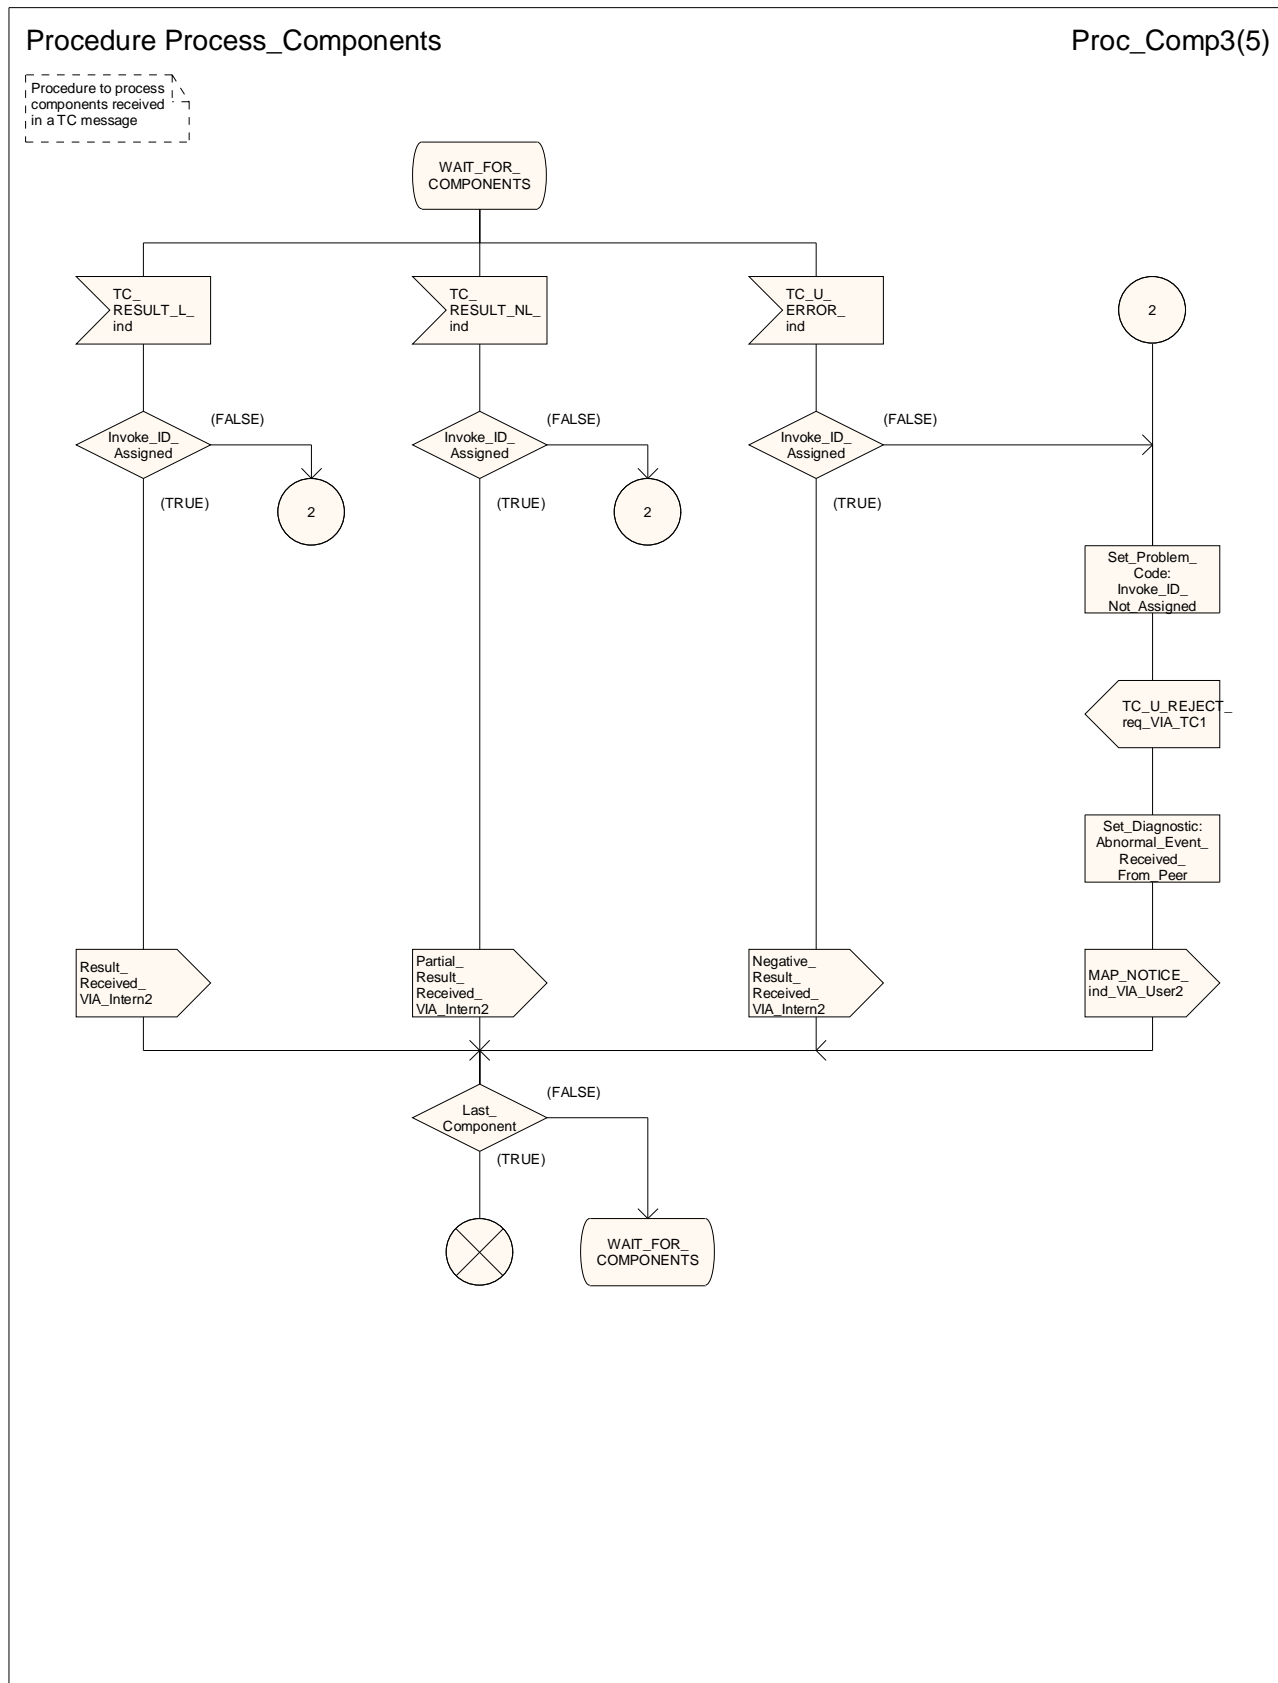 Procedure Process_Components
Proc_Comp3(5)
Procedure to process
components received
in a TC message
WAIT_FOR_
COMPONENTS
TC_
RESULT_L_
ind
TC_
RESULT_NL_
ind
TC_U_
ERROR_
ind
2
Invoke_ID_
Assigned
(FALSE)
(TRUE)
2
Invoke_ID_
Assigned
(FALSE)
(TRUE)
2
Invoke_ID_
Assigned
(FALSE)
(TRUE)
Set_Problem_
Code:
Invoke_ID_
Not_Assigned
TC_U_REJECT_
req_VIA_TC1
Set_Diagnostic:
Abnormal_Event_
Received_
From_Peer
Result_
Received_
VIA_Intern2
Partial_
Result_
Received_
VIA_Intern2
Negative_
Result_
Received_
VIA_Intern2
MAP_NOTICE_
ind_VIA_User2
Last_
Component
(FALSE)
(TRUE)
WAIT_FOR_
COMPONENTS